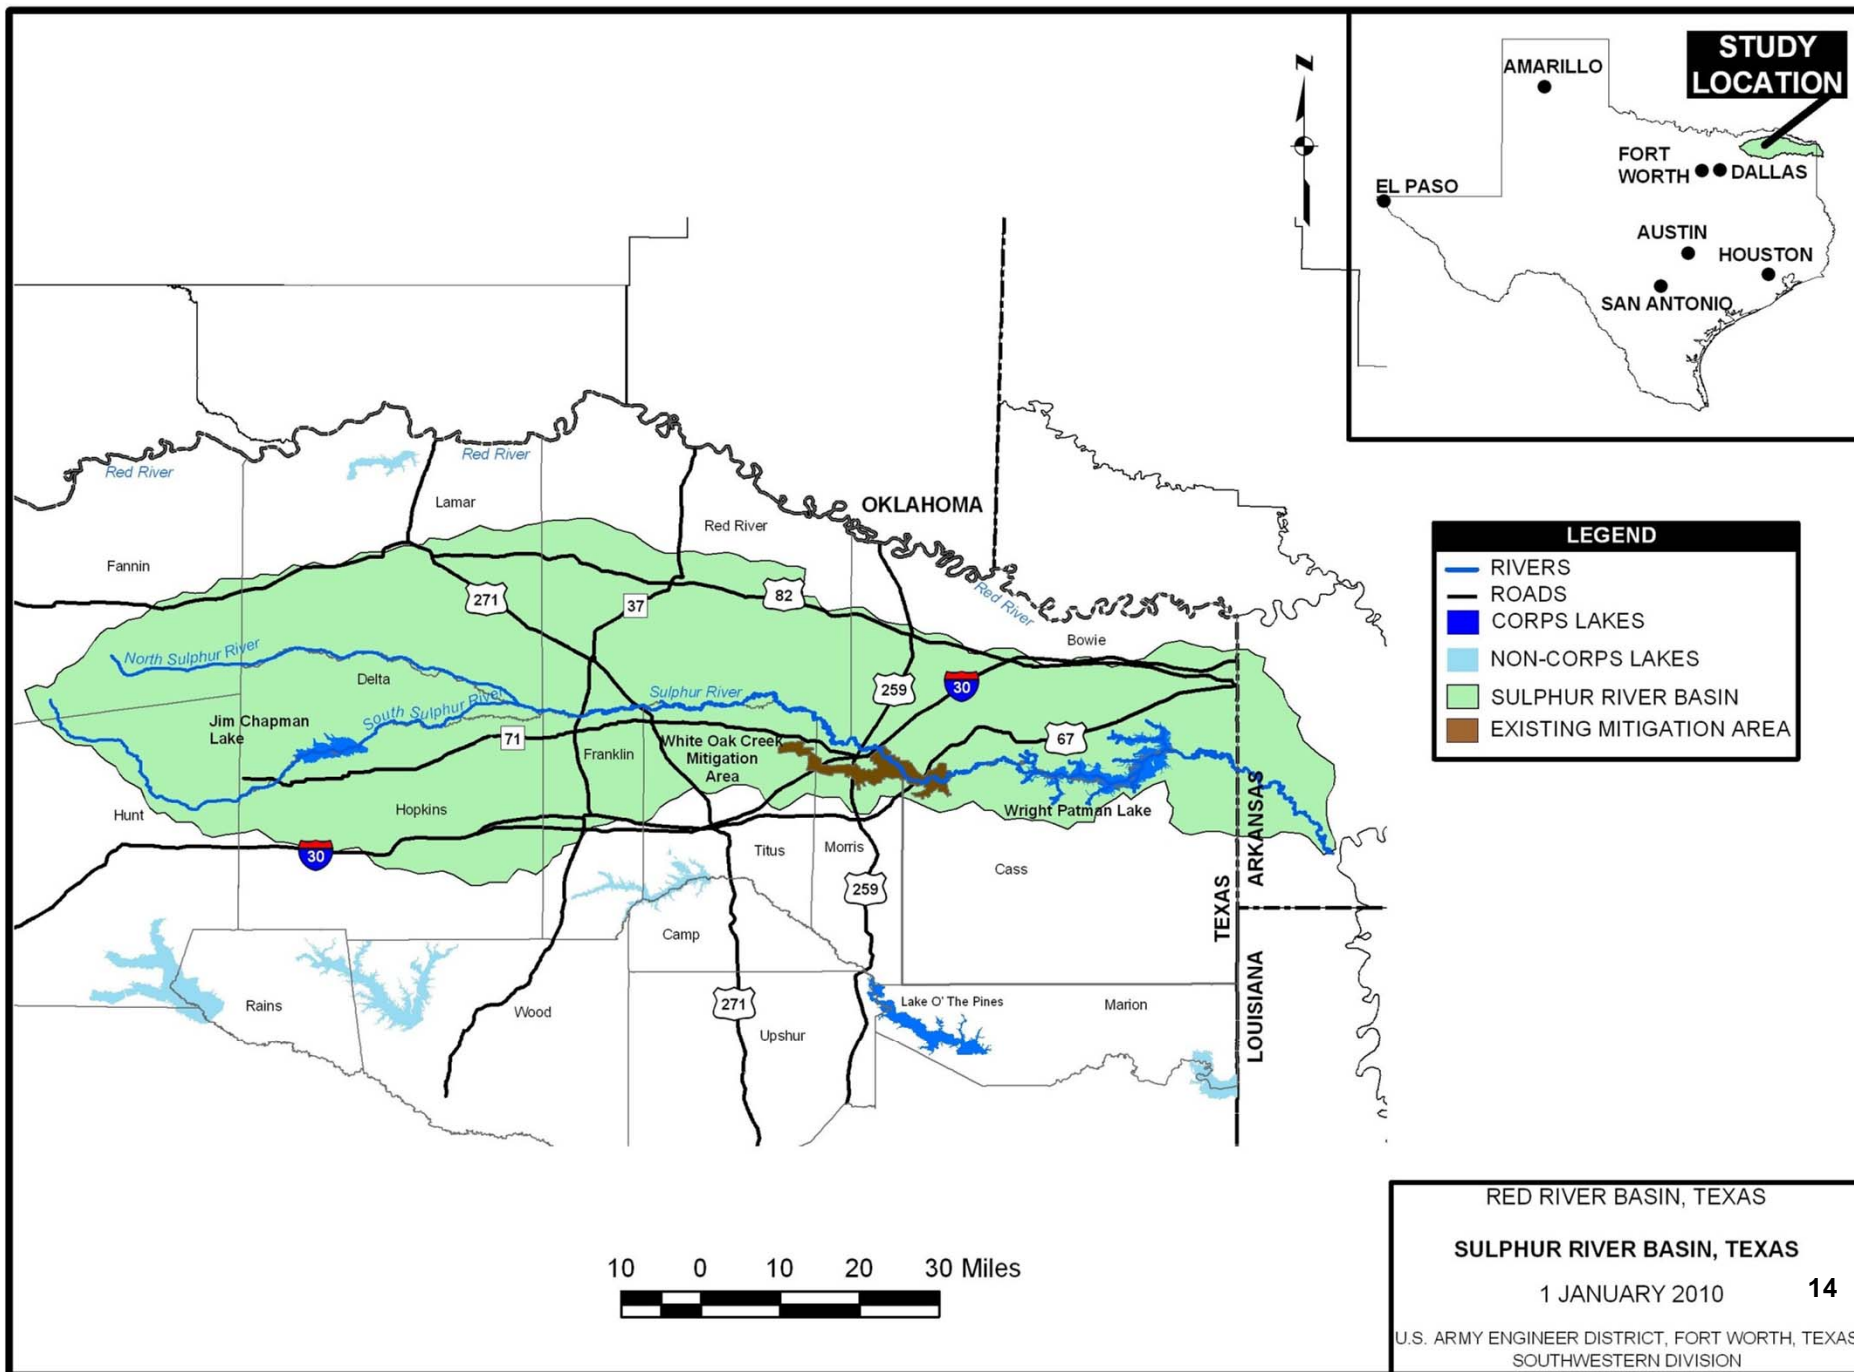 STUDY
LOCATION
AMARILLO
FORT
WORTH
DALLAS
EL PASO
AUSTIN
HOUSTON
SAN ANTONIO
Z
Red River
Red River
Lamar
OKLAHOMA
Red River
Fannin
LEGEND
RIVERS
ROADS
CORPS LAKES
NON-CORPS LAKES
SULPHUR RIVER BASIN
EXISTING MITIGATION AREA
271
37
82
Red River
Bowie
North Sulphur River
Delta
South Sulphur River
Sulphur River
259
30
Jim Chapman
Lake
71
Franklin
White Oak Creek
Mitigation
Area
67
Hunt
Hopkins
Wright Patman Lake
30
Titus
Morris
Cass
259
TEXAS
ARKANSAS
Camp
LOUISIANA
Rains
Wood
271
Upshur
Lake O' The Pines
Marion
10 0 10 20 30 Miles
RED RIVER BASIN, TEXAS
SULPHUR RIVER BASIN, TEXAS
1 JANUARY 2010
14
U.S. ARMY ENGINEER DISTRICT, FORT WORTH, TEXAS
SOUTHWESTERN DIVISION